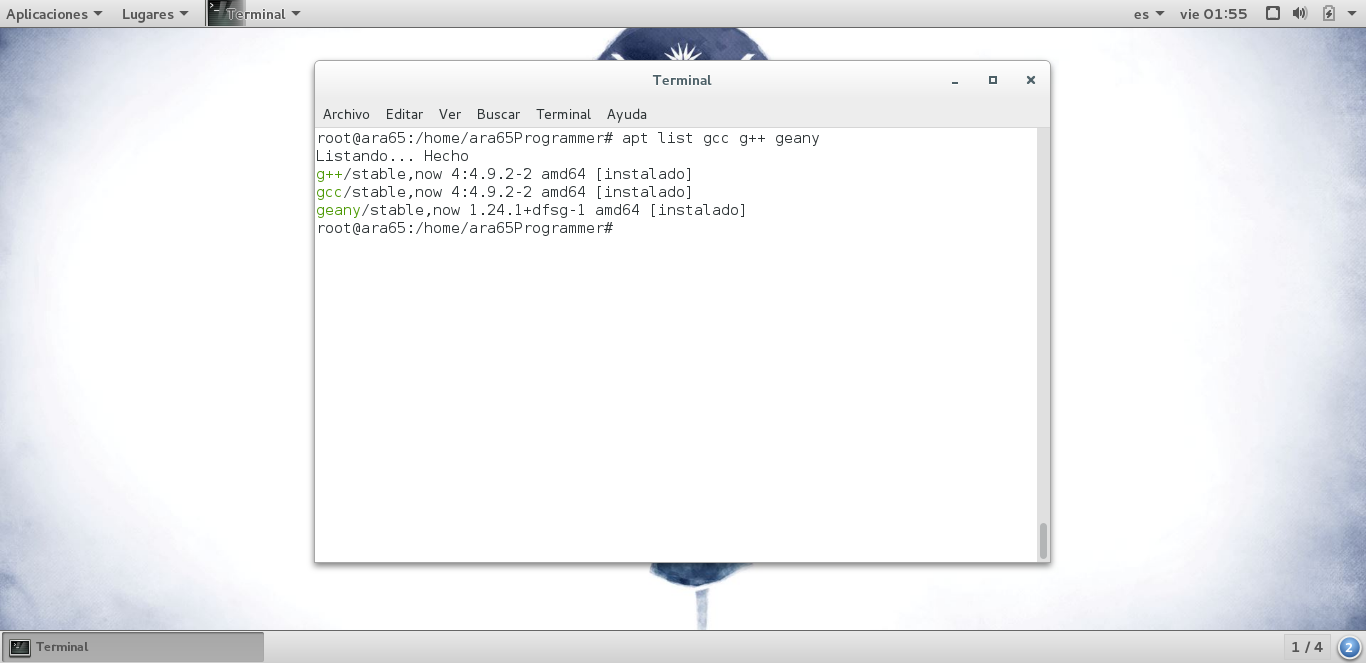 Aplicaciones Lugares Terminal es vie 01:55
Terminal
Archivo Editar Ver Buscar Terminal Ayuda
root@ara65:/home/ara65Programmer# apt list gcc g++ geany
Listando... Hecho
g++/stable,now 4:4.9.2-2 amd64 [instalado]
gcc/stable,now 4:4.9.2-2 amd64 [instalado]
geany/stable,now 1.24.1+dfsg-1 amd64 [instalado]
root@ara65:/home/ara65Programmer#
Terminal 1 / 4 2